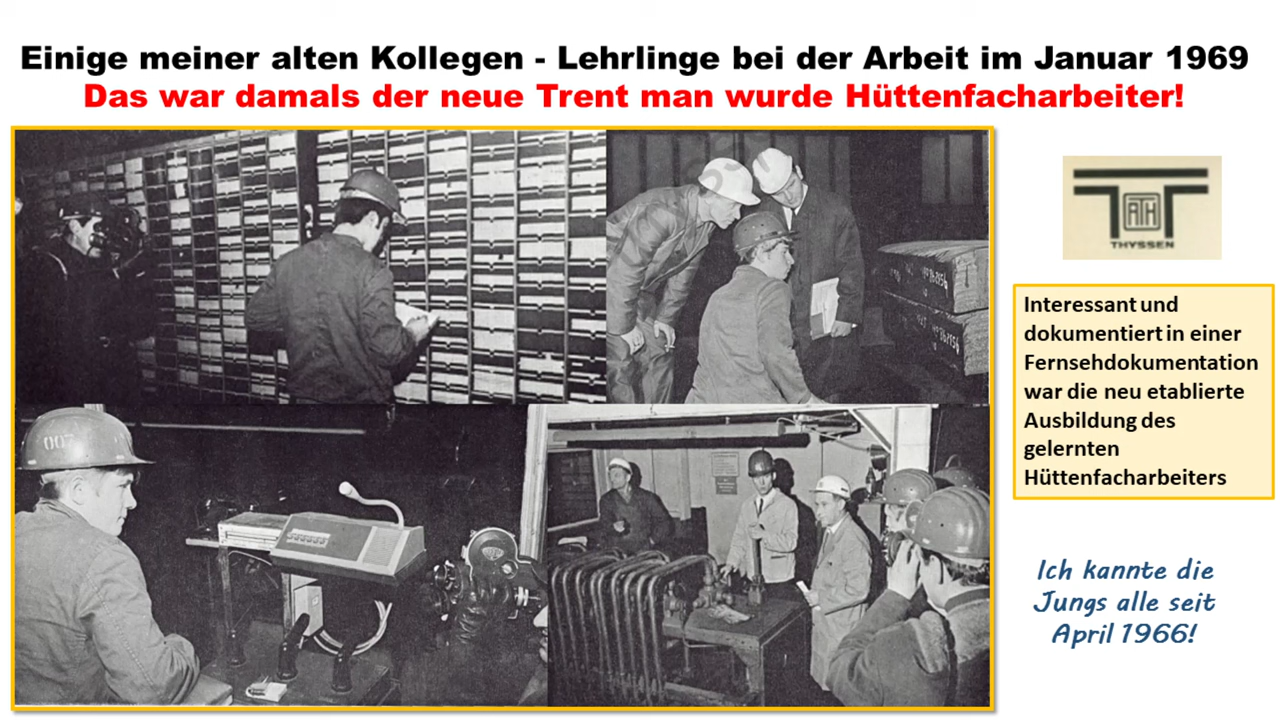 Einige meiner alten Kollegen - Lehrlinge bei der Arbeit im Januar 1969
Das war damals der neue Trent man wurde Hüttenfacharbeiter!
ATH
THYSSEN
Interessant und
dokumentiert in einer
Fernsehdokumentation
war die neu etablierte
Ausbildung des
gelernten
Hüttenfacharbeiters
007
Ich kannte die
Jungs alle seit
April 1966!